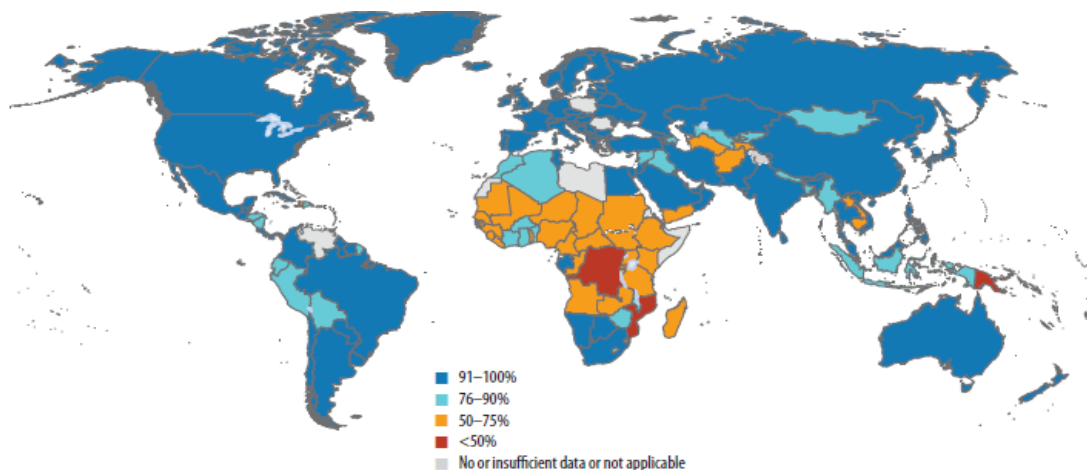 91–100%
76–90%
50–75%
<50%
No or insufficient data or not applicable